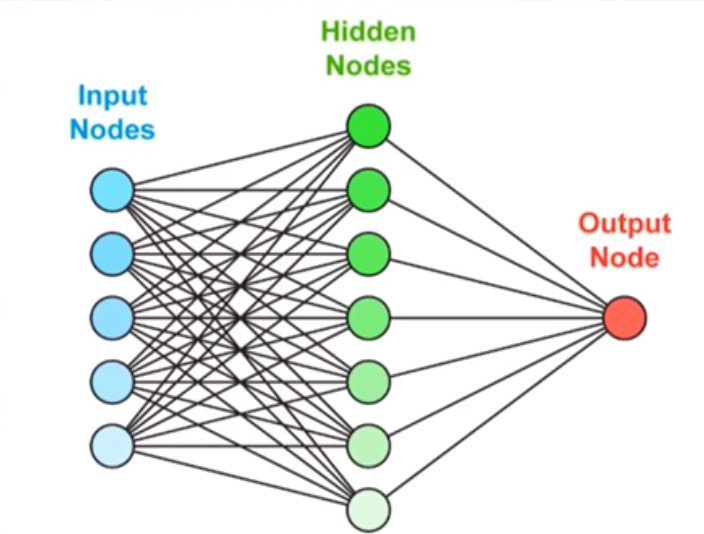 Hidden
Nodes
Input
Nodes
Output
Node